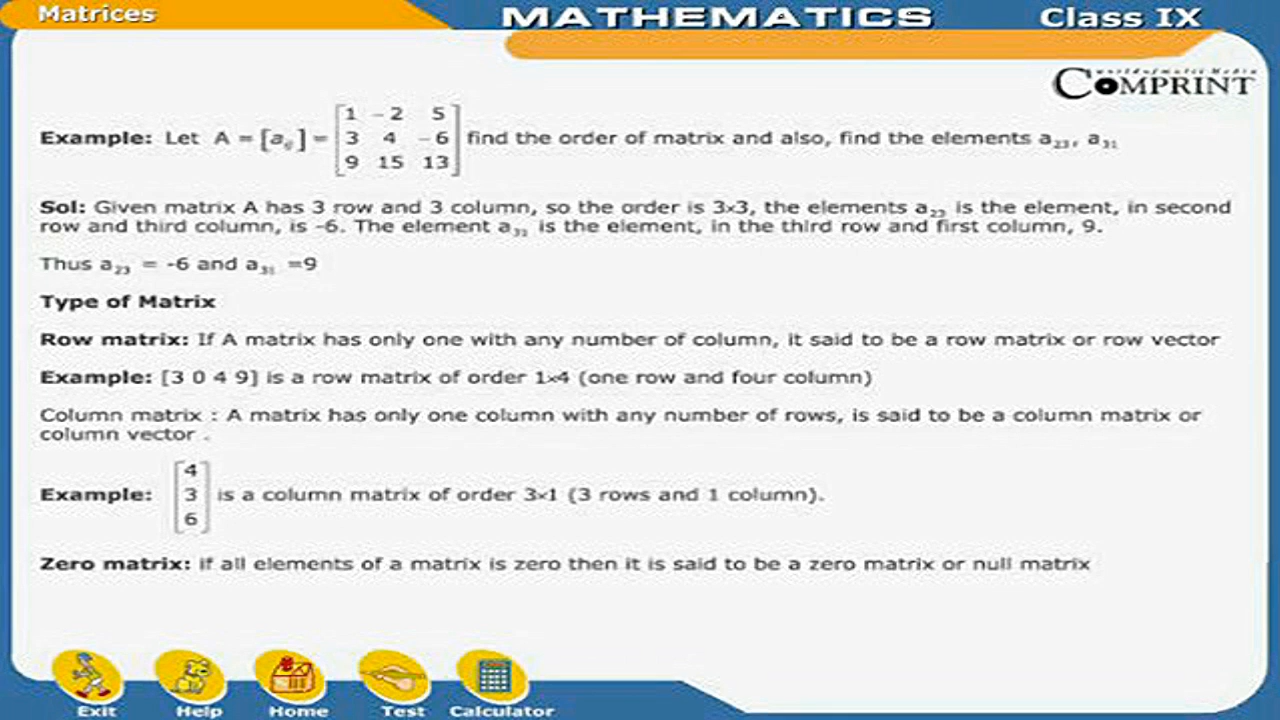 Matrices
MATHEMATICS
Class IX
world of multi Media
COMPRINT
Example: Let A = [aᵢⱼ] = [1 -2 5; 3 4 -6; 9 15 13] find the order of matrix and also, find the elements a₂₃, a₃₁
Sol: Given matrix A has 3 row and 3 column, so the order is 3×3, the elements a₂₃ is the element, in second
row and third column, is -6. The element a₃₁ is the element, in the third row and first column, 9.
Thus a₂₃ = -6 and a₃₁ =9
Type of Matrix
Row matrix: If A matrix has only one with any number of column, it said to be a row matrix or row vector
Example: [3 0 4 9] is a row matrix of order 1×4 (one row and four column)
Column matrix : A matrix has only one column with any number of rows, is said to be a column matrix or
column vector .
Example: [4; 3; 6] is a column matrix of order 3×1 (3 rows and 1 column).
Zero matrix: if all elements of a matrix is zero then it is said to be a zero matrix or null matrix
Exit
Help
Home
Test
Calculator